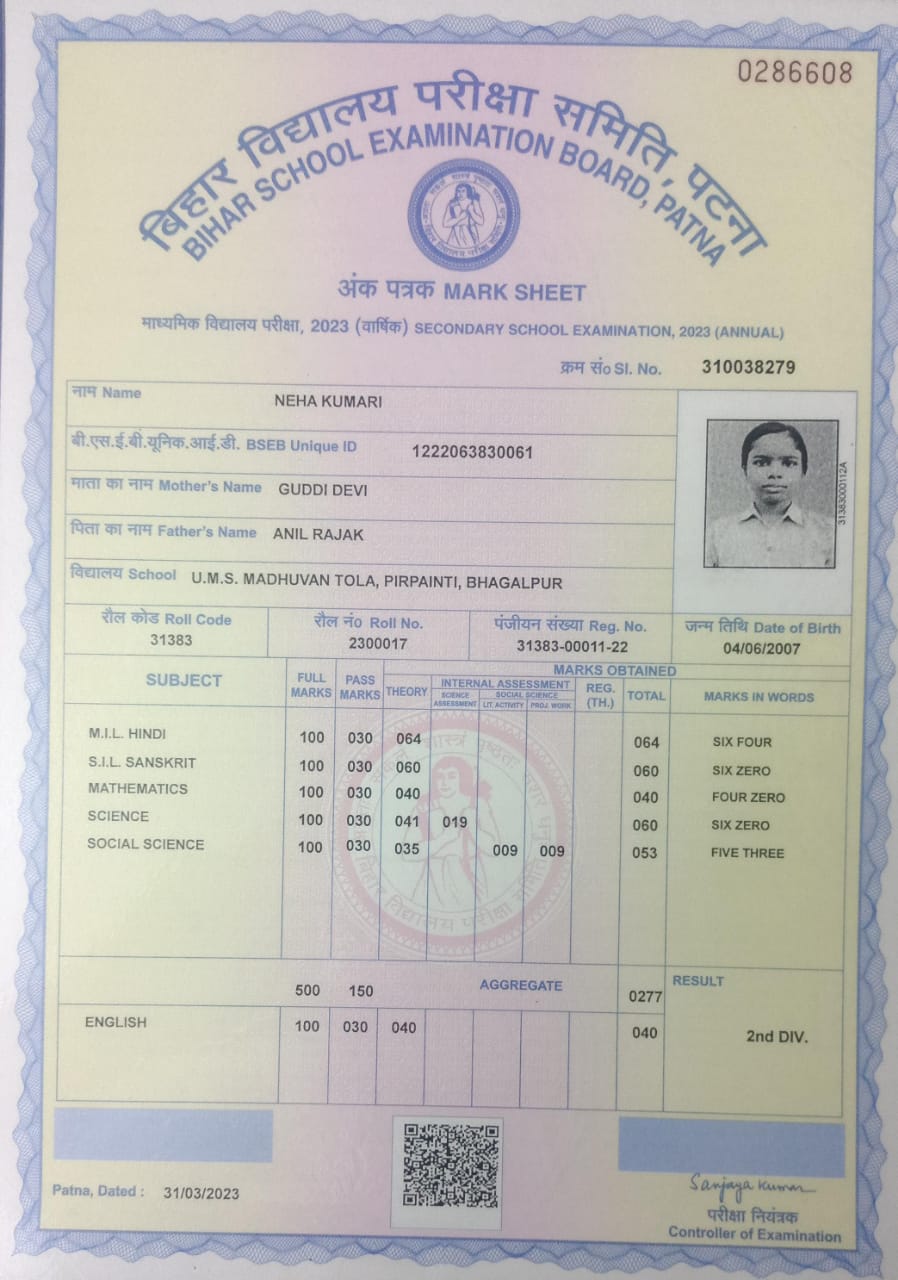 0286608
बिहार विद्यालय परीक्षा समिति, पटना
BIHAR SCHOOL EXAMINATION BOARD, PATNA
अंक पत्रक MARK SHEET
माध्यमिक विद्यालय परीक्षा, 2023 (वार्षिक) SECONDARY SCHOOL EXAMINATION, 2023 (ANNUAL)
क्रम सं० Sl. No. 310038279
नाम Name NEHA KUMARI
बी.एस.ई.बी.यूनिक.आई.डी. BSEB Unique ID 1222063830061
माता का नाम Mother's Name GUDDI DEVI
पिता का नाम Father's Name ANIL RAJAK
विद्यालय School U.M.S. MADHUVAN TOLA, PIRPAINTI, BHAGALPUR
31383000112A
रौल कोड Roll Code रौल नं० Roll No. पंजीयन संख्या Reg. No. जन्म तिथि Date of Birth
31383 2300017 31383-00011-22 04/06/2007
MARKS OBTAINED
SUBJECT FULL MARKS PASS MARKS THEORY INTERNAL ASSESSMENT REG. (TH.) TOTAL MARKS IN WORDS
SCIENCE ASSESSMENT SOCIAL SCIENCE
LIT. ACTIVITY PROJ. WORK
M.I.L. HINDI 100 030 064 064 SIX FOUR
S.I.L. SANSKRIT 100 030 060 060 SIX ZERO
MATHEMATICS 100 030 040 040 FOUR ZERO
SCIENCE 100 030 041 019 060 SIX ZERO
SOCIAL SCIENCE 100 030 035 009 009 053 FIVE THREE
500 150 AGGREGATE 0277 RESULT
ENGLISH 100 030 040 040 2nd DIV.
Patna, Dated : 31/03/2023
Sanjaya Kumar
परीक्षा नियंत्रक
Controller of Examination